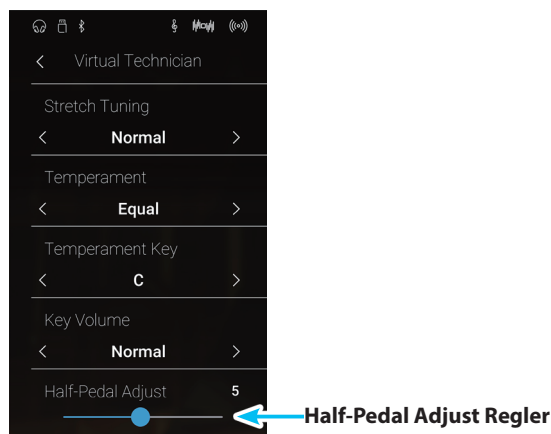 Virtual Technician
Stretch Tuning
Normal
Temperament
Equal
Temperament Key
C
Key Volume
Normal
Half-Pedal Adjust 5
Half-Pedal Adjust Regler